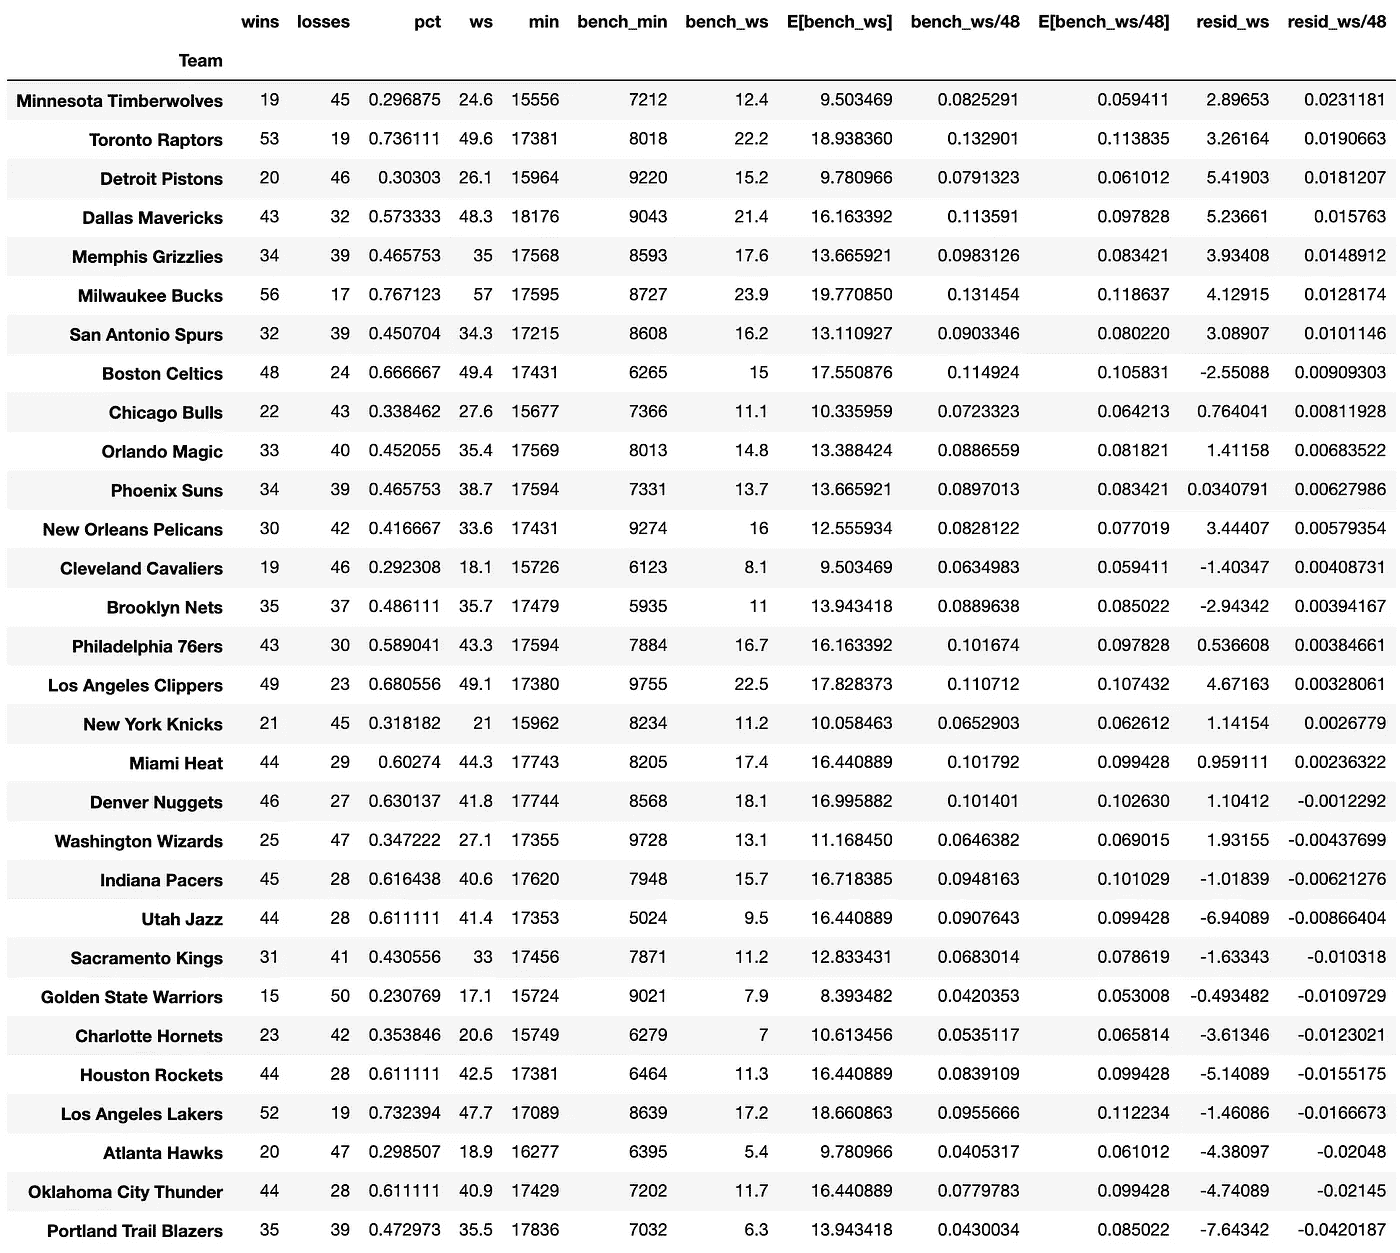 wins losses pct ws min bench_min bench_ws E[bench_ws] bench_ws/48 E[bench_ws/48] resid_ws resid_ws/48
Team
Minnesota Timberwolves 19 45 0.296875 24.6 15556 7212 12.4 9.503469 0.0825291 0.059411 2.89653 0.0231181
Toronto Raptors 53 19 0.736111 49.6 17381 8018 22.2 18.938360 0.132901 0.113835 3.26164 0.0190663
Detroit Pistons 20 46 0.30303 26.1 15964 9220 15.2 9.780966 0.0791323 0.061012 5.41903 0.0181207
Dallas Mavericks 43 32 0.573333 48.3 18176 9043 21.4 16.163392 0.113591 0.097828 5.23661 0.015763
Memphis Grizzlies 34 39 0.465753 35 17568 8593 17.6 13.665921 0.0983126 0.083421 3.93408 0.0148912
Milwaukee Bucks 56 17 0.767123 57 17595 8727 23.9 19.770850 0.131454 0.118637 4.12915 0.0128174
San Antonio Spurs 32 39 0.450704 34.3 17215 8608 16.2 13.110927 0.0903346 0.080220 3.08907 0.0101146
Boston Celtics 48 24 0.666667 49.4 17431 6265 15 17.550876 0.114924 0.105831 -2.55088 0.00909303
Chicago Bulls 22 43 0.338462 27.6 15677 7366 11.1 10.335959 0.0723323 0.064213 0.764041 0.00811928
Orlando Magic 33 40 0.452055 35.4 17569 8013 14.8 13.388424 0.0886559 0.081821 1.41158 0.00683522
Phoenix Suns 34 39 0.465753 38.7 17594 7331 13.7 13.665921 0.0897013 0.083421 0.0340791 0.00627986
New Orleans Pelicans 30 42 0.416667 33.6 17431 9274 16 12.555934 0.0828122 0.077019 3.44407 0.00579354
Cleveland Cavaliers 19 46 0.292308 18.1 15726 6123 8.1 9.503469 0.0634983 0.059411 -1.40347 0.00408731
Brooklyn Nets 35 37 0.486111 35.7 17479 5935 11 13.943418 0.0889638 0.085022 -2.94342 0.00394167
Philadelphia 76ers 43 30 0.589041 43.3 17594 7884 16.7 16.163392 0.101674 0.097828 0.536608 0.00384661
Los Angeles Clippers 49 23 0.680556 49.1 17380 9755 22.5 17.828373 0.110712 0.107432 4.67163 0.00328061
New York Knicks 21 45 0.318182 21 15962 8234 11.2 10.058463 0.0652903 0.062612 1.14154 0.0026779
Miami Heat 44 29 0.60274 44.3 17743 8205 17.4 16.440889 0.101792 0.099428 0.959111 0.00236322
Denver Nuggets 46 27 0.630137 41.8 17744 8568 18.1 16.995882 0.101401 0.102630 1.10412 -0.0012292
Washington Wizards 25 47 0.347222 27.1 17355 9728 13.1 11.168450 0.0646382 0.069015 1.93155 -0.00437699
Indiana Pacers 45 28 0.616438 40.6 17620 7948 15.7 16.718385 0.0948163 0.101029 -1.01839 -0.00621276
Utah Jazz 44 28 0.611111 41.4 17353 5024 9.5 16.440889 0.0907643 0.099428 -6.94089 -0.00866404
Sacramento Kings 31 41 0.430556 33 17456 7871 11.2 12.833431 0.0683014 0.078619 -1.63343 -0.010318
Golden State Warriors 15 50 0.230769 17.1 15724 9021 7.9 8.393482 0.0420353 0.053008 -0.493482 -0.0109729
Charlotte Hornets 23 42 0.353846 20.6 15749 6279 7 10.613456 0.0535117 0.065814 -3.61346 -0.0123021
Houston Rockets 44 28 0.611111 42.5 17381 6464 11.3 16.440889 0.0839109 0.099428 -5.14089 -0.0155175
Los Angeles Lakers 52 19 0.732394 47.7 17089 8639 17.2 18.660863 0.0955666 0.112234 -1.46086 -0.0166673
Atlanta Hawks 20 47 0.298507 18.9 16277 6395 5.4 9.780966 0.0405317 0.061012 -4.38097 -0.02048
Oklahoma City Thunder 44 28 0.611111 40.9 17429 7202 11.7 16.440889 0.0779783 0.099428 -4.74089 -0.02145
Portland Trail Blazers 35 39 0.472973 35.5 17836 7032 6.3 13.943418 0.0430034 0.085022 -7.64342 -0.0420187